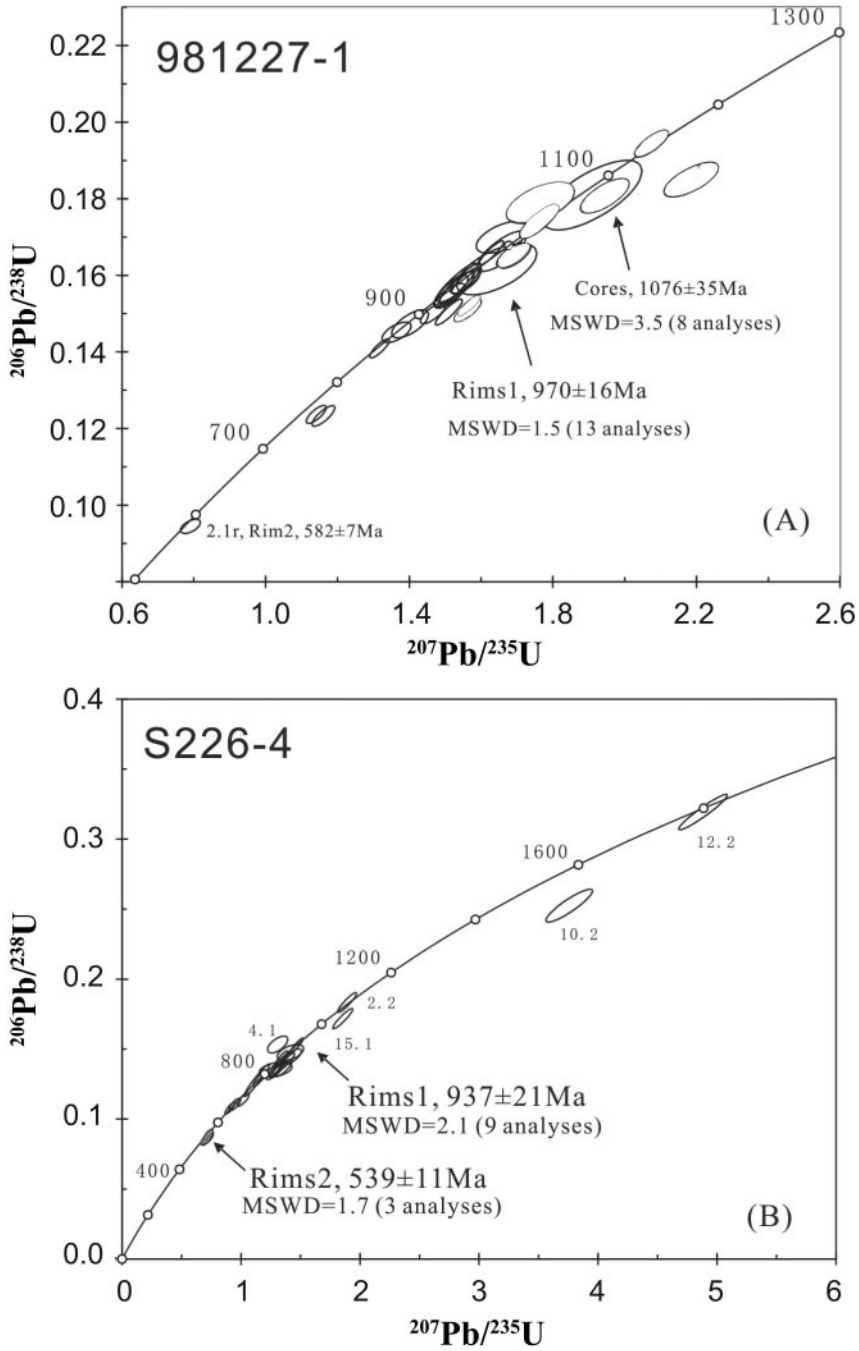 981227-1
1300
0.22
0.20
1100
0.18
206Pb/238U
0.16
900
Cores, 1076±35Ma
MSWD=3.5 (8 analyses)
0.14
Rims1, 970±16Ma
700
MSWD=1.5 (13 analyses)
0.12
0.10
2.1r, Rim2, 582±7Ma
(A)
0.6 1.0 1.4 1.8 2.2 2.6
207Pb/235U
0.4
S226-4
12.2
1600
0.3
10.2
206Pb/238U
1200
0.2
2.2
4.1
15.1
800
Rims1, 937±21Ma
MSWD=2.1 (9 analyses)
0.1
400
Rims2, 539±11Ma
MSWD=1.7 (3 analyses)
(B)
0.0
0 1 2 3 4 5 6
207Pb/235U